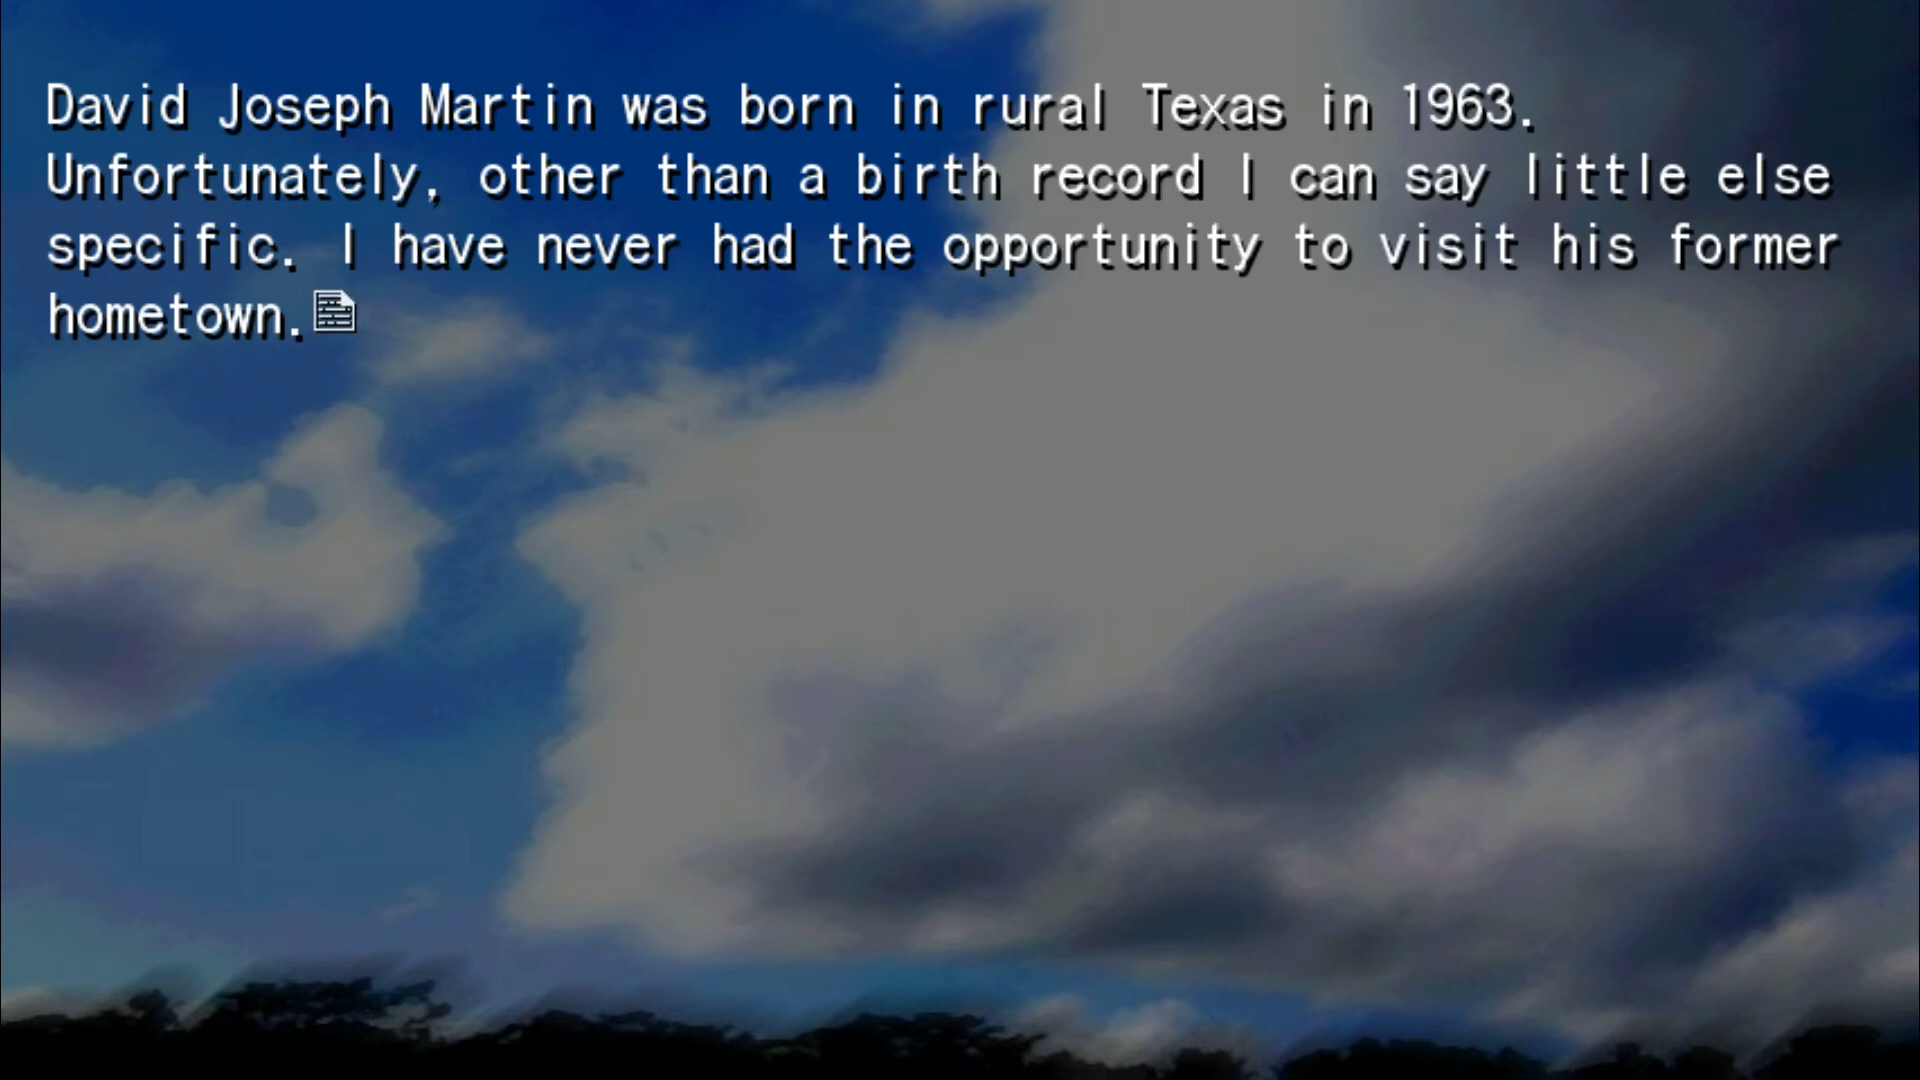 David Joseph Martin was born in rural Texas in 1963.
Unfortunately, other than a birth record I can say little else
specific. I have never had the opportunity to visit his former
hometown.